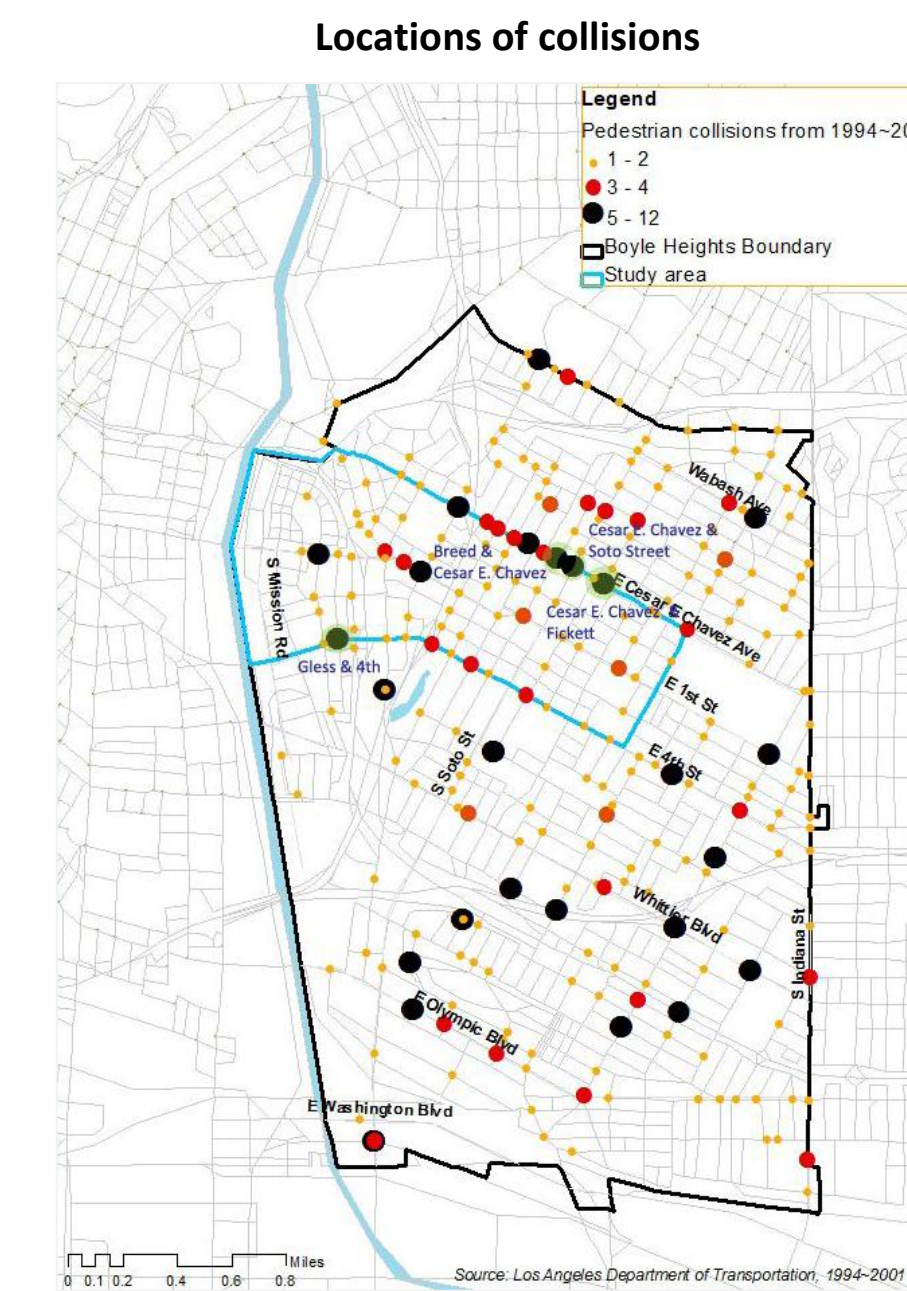 Locations of collisions
Legend
Pedestrian collisions from 1994~20
1 - 2
3 - 4
5 - 12
Boyle Heights Boundary
Study area
Wabash Ave
Cesar E. Chavez &
Soto Street
Breed &
Cesar E. Chavez
E Cesar E Chavez Ave
Cesar E. Chavez &
Fickett
S Mission Rd
Gless & 4th
E 1st St
E 4th St
S Soto St
Whittier Blvd
S Indiana St
E Olympic Blvd
E Washington Blvd
Miles
0 0.1 0.2 0.4 0.6 0.8
Source: Los Angeles Department of Transportation, 1994~2001